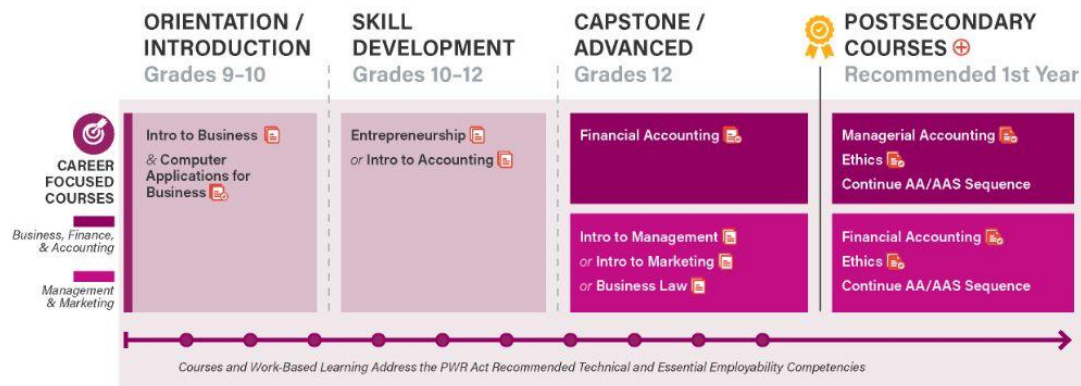 ORIENTATION /
INTRODUCTION
Grades 9–10
SKILL
DEVELOPMENT
Grades 10–12
CAPSTONE /
ADVANCED
Grades 12
POSTSECONDARY
COURSES
Recommended 1st Year
CAREER
FOCUSED
COURSES
Business, Finance,
& Accounting
Management
& Marketing
Intro to Business
& Computer
Applications for
Business
Entrepreneurship
or Intro to Accounting
Financial Accounting
Managerial Accounting
Ethics
Continue AA/AAS Sequence
Intro to Management
or Intro to Marketing
or Business Law
Financial Accounting
Ethics
Continue AA/AAS Sequence
Courses and Work-Based Learning Address the PWR Act Recommended Technical and Essential Employability Competencies